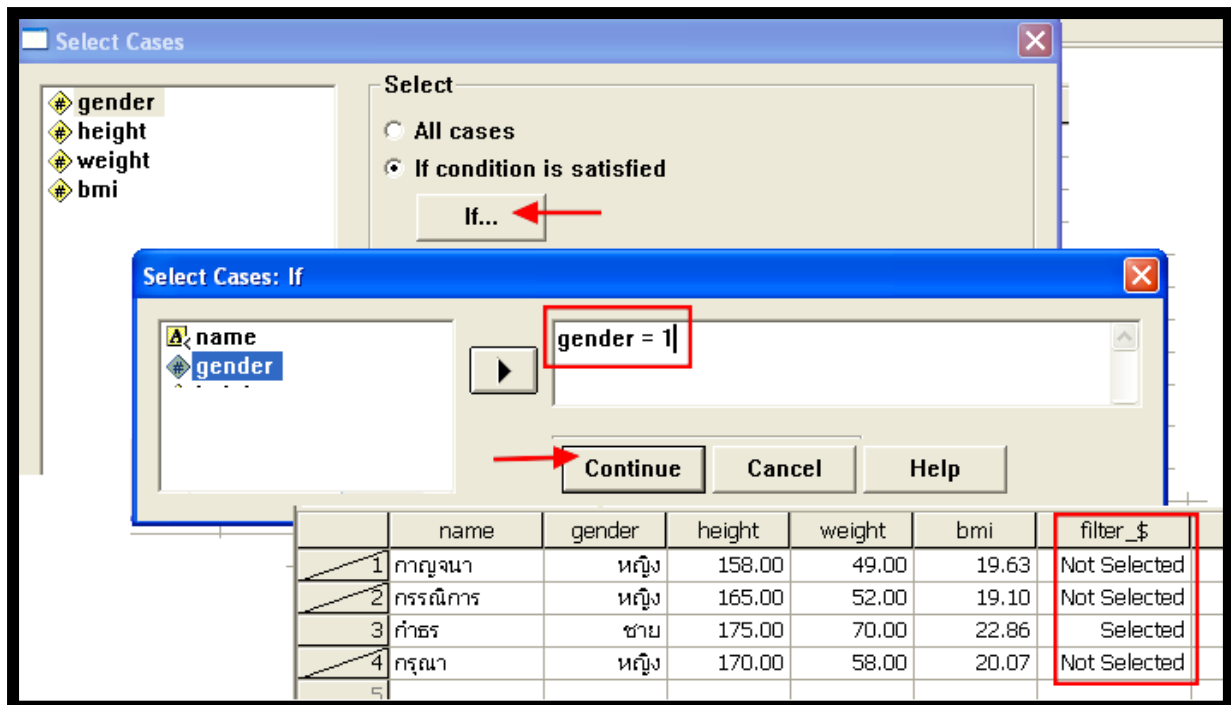 Select Cases
gender
height
weight
bmi
Select
All cases
If condition is satisfied
If...
Select Cases: If
name
gender
gender = 1
Continue Cancel Help
name gender height weight bmi filter_$
1 กาญจนา หญิง 158.00 49.00 19.63 Not Selected
2 กรรณิการ หญิง 165.00 52.00 19.10 Not Selected
3 กำธร ชาย 175.00 70.00 22.86 Selected
4 กรุณา หญิง 170.00 58.00 20.07 Not Selected
5